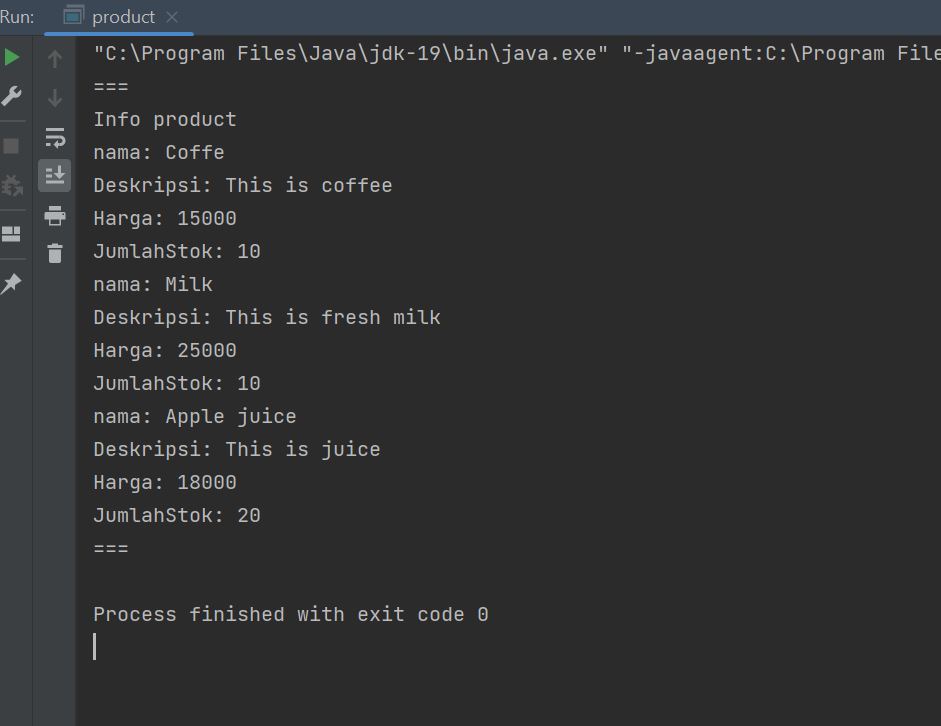 Run: product
"C:\Program Files\Java\jdk-19\bin\java.exe" "-javaagent:C:\Program File
===
Info product
nama: Coffe
Deskripsi: This is coffee
Harga: 15000
JumlahStok: 10
nama: Milk
Deskripsi: This is fresh milk
Harga: 25000
JumlahStok: 10
nama: Apple juice
Deskripsi: This is juice
Harga: 18000
JumlahStok: 20
===
Process finished with exit code 0